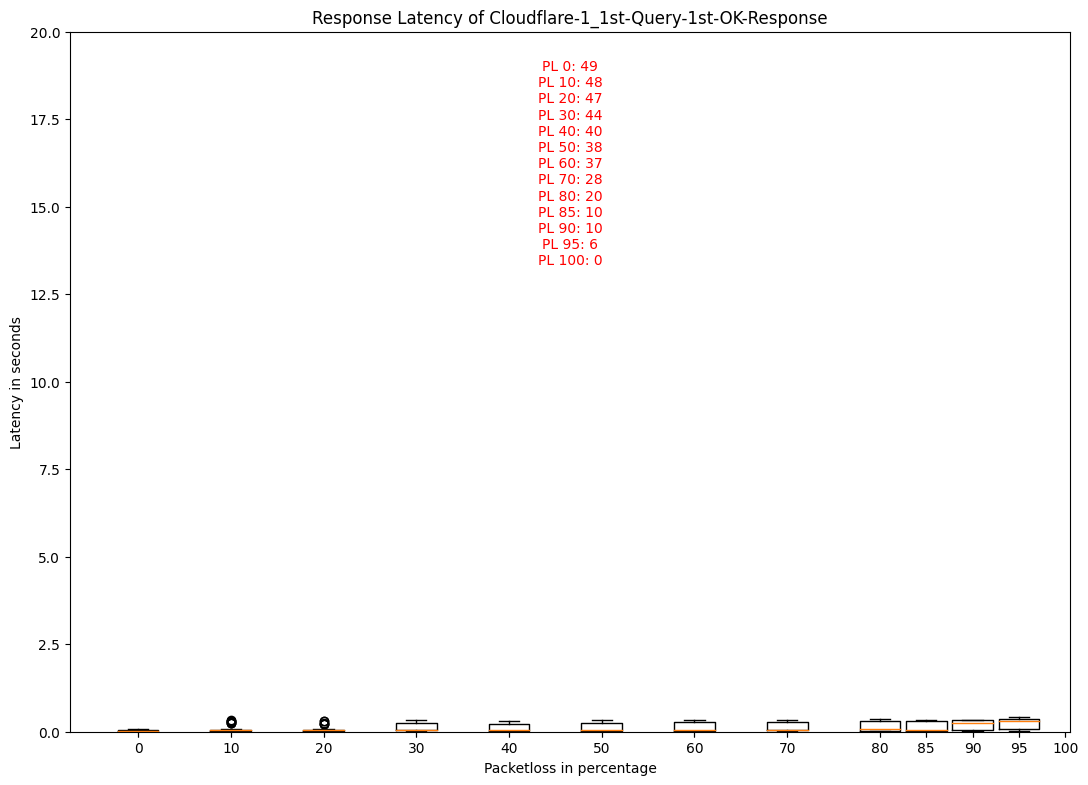 Response Latency of Cloudflare-1_1st-Query-1st-OK-Response
20.0
17.5
15.0
12.5
10.0
7.5
5.0
2.5
0.0
Latency in seconds
PL 0: 49
PL 10: 48
PL 20: 47
PL 30: 44
PL 40: 40
PL 50: 38
PL 60: 37
PL 70: 28
PL 80: 20
PL 85: 10
PL 90: 10
PL 95: 6
PL 100: 0
0 10 20 30 40 50 60 70 80 85 90 95 100
Packetloss in percentage